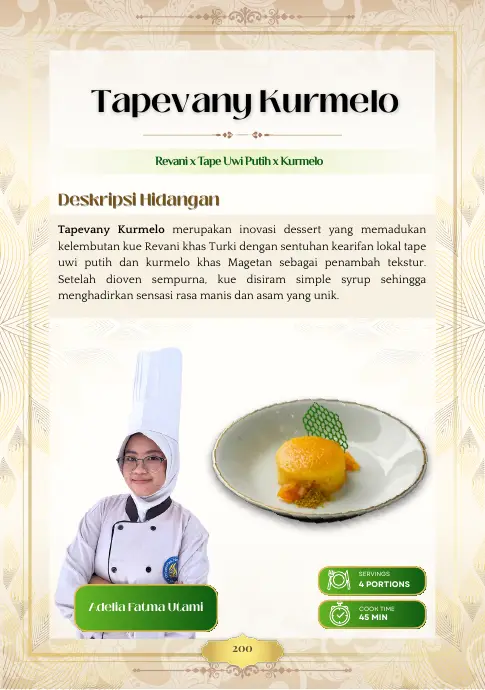 Tapevany Kurmelo
Revani x Tape Uwi Putih x Kurmelo
Deskripsi Hidangan
Tapevany Kurmelo merupakan inovasi dessert yang memadukan
kelembutan kue Revani khas Turki dengan sentuhan kearifan lokal tape
uwi putih dan kurmelo khas Magetan sebagai penambah tekstur.
Setelah dioven sempurna, kue disiram simple syrup sehingga
menghadirkan sensasi rasa manis dan asam yang unik.
SERVINGS
4 PORTIONS
COOK TIME
45 MIN
Adelia Fatma Utami
200